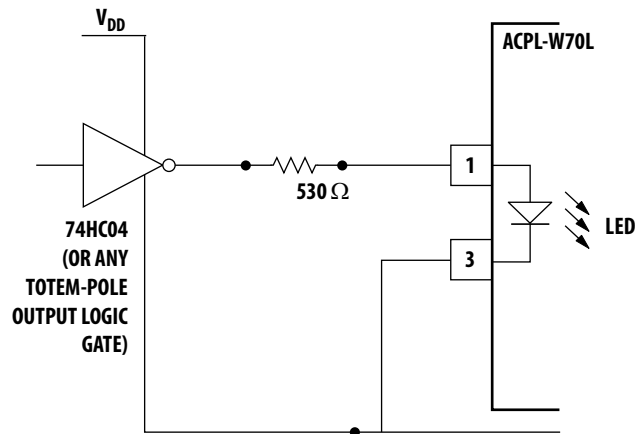 V_DD
ACPL-W70L
1
530 Ω
LED
74HC04
(OR ANY
TOTEM-POLE
OUTPUT LOGIC
GATE)
3